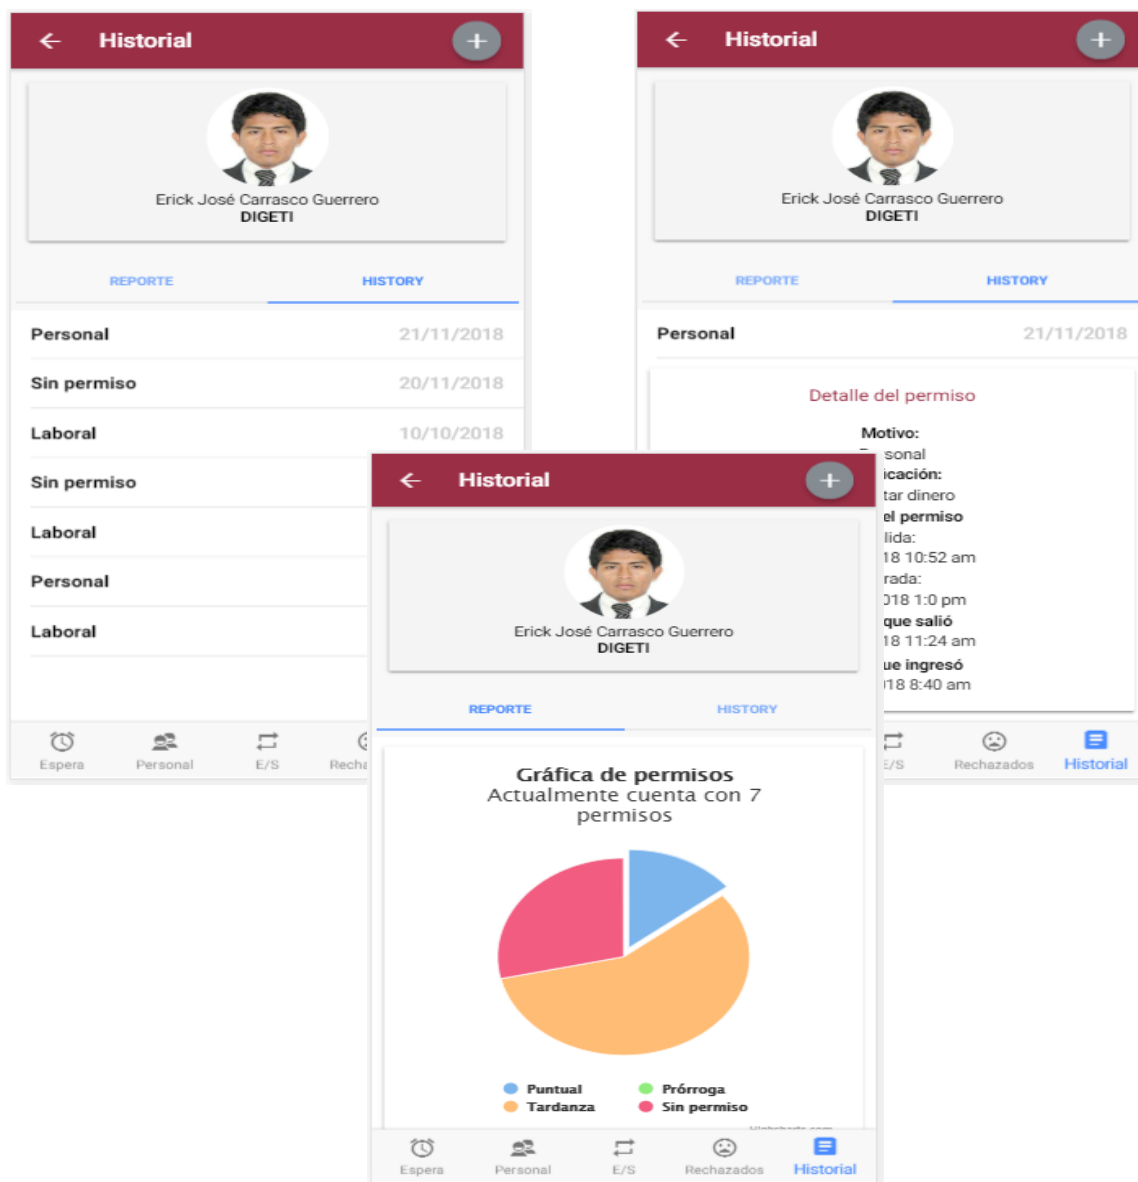 Historial
Erick José Carrasco Guerrero
DIGETI
REPORTE HISTORY
Personal 21/11/2018
Sin permiso 20/11/2018
Laboral 10/10/2018
Sin permiso
Laboral
Personal
Laboral
Espera Personal E/S
Historial
Erick José Carrasco Guerrero
DIGETI
REPORTE HISTORY
Personal 21/11/2018
Detalle del permiso
Motivo:
sonal
icación:
tar dinero
el permiso
lida:
18 10:52 am
rada:
018 1:0 pm
que salió
18 11:24 am
ue ingresó
018 8:40 am
E/S Rechazados Historial
Historial
Erick José Carrasco Guerrero
DIGETI
REPORTE HISTORY
Gráfica de permisos
Actualmente cuenta con 7
permisos
Puntual Prórroga
Tardanza Sin permiso
Espera Personal E/S Rechazados Historial